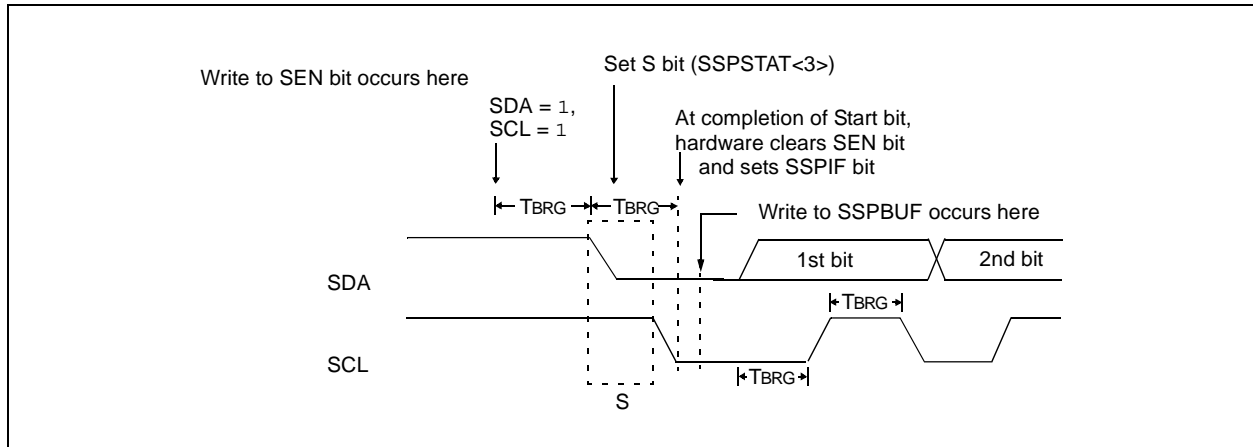 Write to SEN bit occurs here
Set S bit (SSPSTAT<3>)
SDA = 1,
SCL = 1
At completion of Start bit,
hardware clears SEN bit
and sets SSPIF bit
TBRG
TBRG
Write to SSPBUF occurs here
SDA
1st bit
2nd bit
TBRG
SCL
TBRG
S